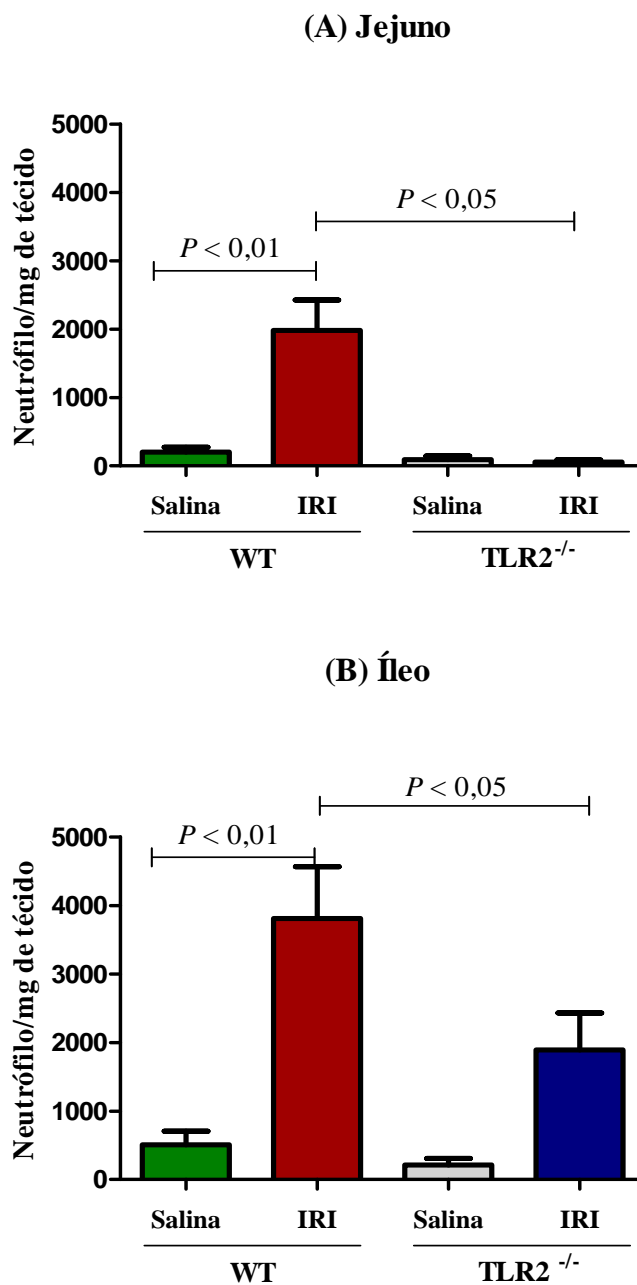 (A) Jejuno
Neutrófilo/mg de técido
5000
4000
3000
2000
1000
0
P < 0,01
P < 0,05
Salina IRI Salina IRI
WT TLR2-/-
(B) Íleo
Neutrófilo/mg de técido
5000
4000
3000
2000
1000
0
P < 0,01
P < 0,05
Salina IRI Salina IRI
WT TLR2 -/-